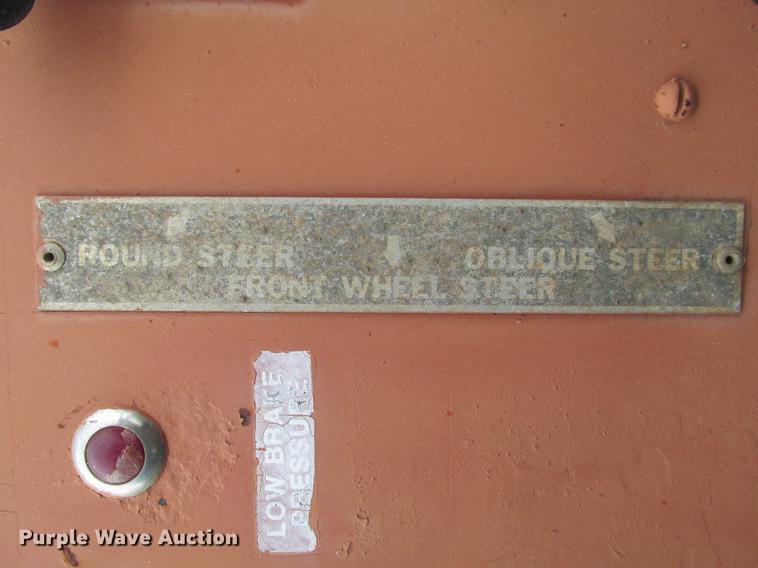 ROUND STEER OBLIQUE STEER
FRONT WHEEL STEER
LOW BRAKE
PRESSURE
Purple Wave Auction